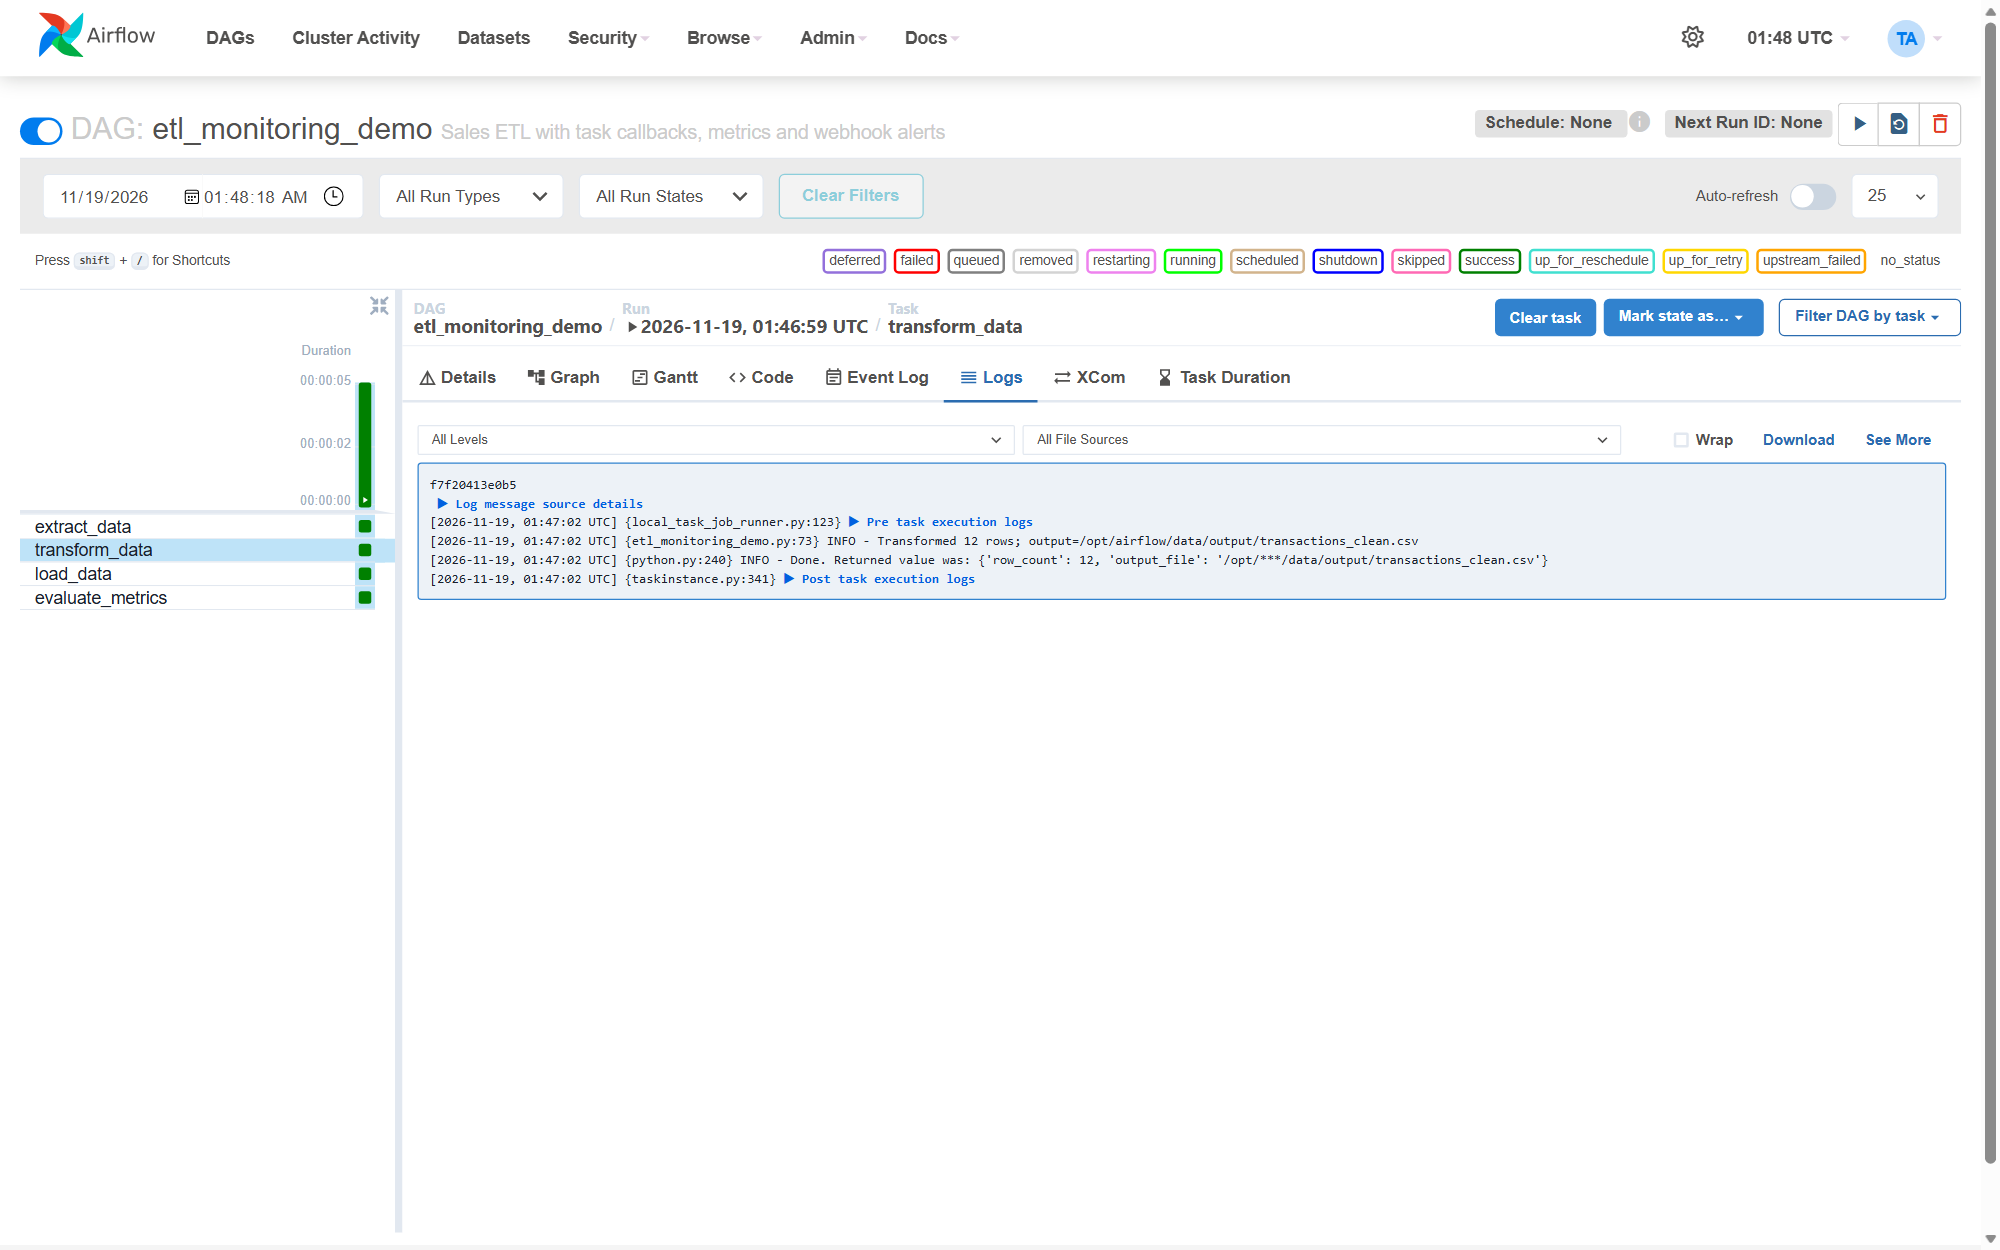 Airflow DAGs Cluster Activity Datasets Security Browse Admin Docs 01:48 UTC TA
DAG: etl_monitoring_demo Sales ETL with task callbacks, metrics and webhook alerts Schedule: None Next Run ID: None
11/19/2026 01:48:18 AM All Run Types All Run States Clear Filters Auto-refresh 25
Press shift + / for Shortcuts deferred failed queued removed restarting running scheduled shutdown skipped success up_for_reschedule up_for_retry upstream_failed no_status
DAG Run Task
etl_monitoring_demo / 2026-11-19, 01:46:59 UTC / transform_data Clear task Mark state as... Filter DAG by task
Duration
00:00:05
00:00:02
00:00:00
extract_data
transform_data
load_data
evaluate_metrics
Details Graph Gantt Code Event Log Logs XCom Task Duration
All Levels All File Sources Wrap Download See More
f7f20413e0b5
Log message source details
[2026-11-19, 01:47:02 UTC] {local_task_job_runner.py:123} Pre task execution logs
[2026-11-19, 01:47:02 UTC] {etl_monitoring_demo.py:73} INFO - Transformed 12 rows; output=/opt/airflow/data/output/transactions_clean.csv
[2026-11-19, 01:47:02 UTC] {python.py:240} INFO - Done. Returned value was: {'row_count': 12, 'output_file': '/opt/***/data/output/transactions_clean.csv'}
[2026-11-19, 01:47:02 UTC] {taskinstance.py:341} Post task execution logs